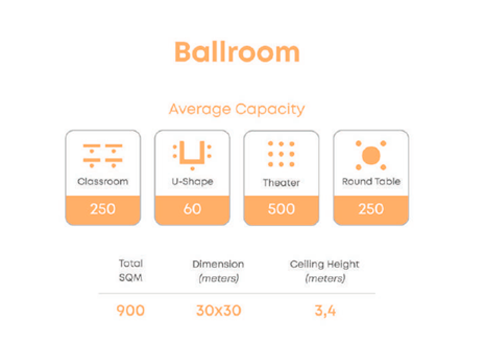 Ballroom
Average Capacity
Classroom U-Shape Theater Round Table
250 60 500 250
Total Dimension Ceiling Height
SQM (meters) (meters)
900 30x30 3,4